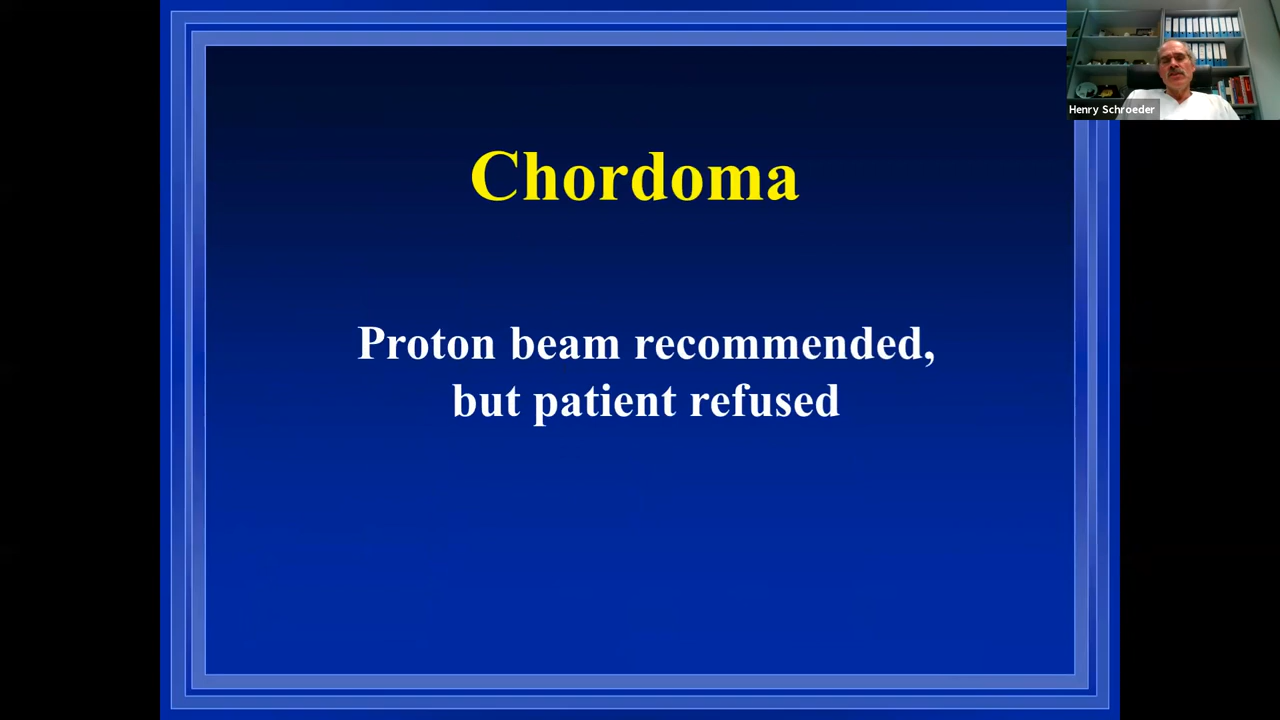 Chordoma
Proton beam recommended,
but patient refused
Henry Schroeder